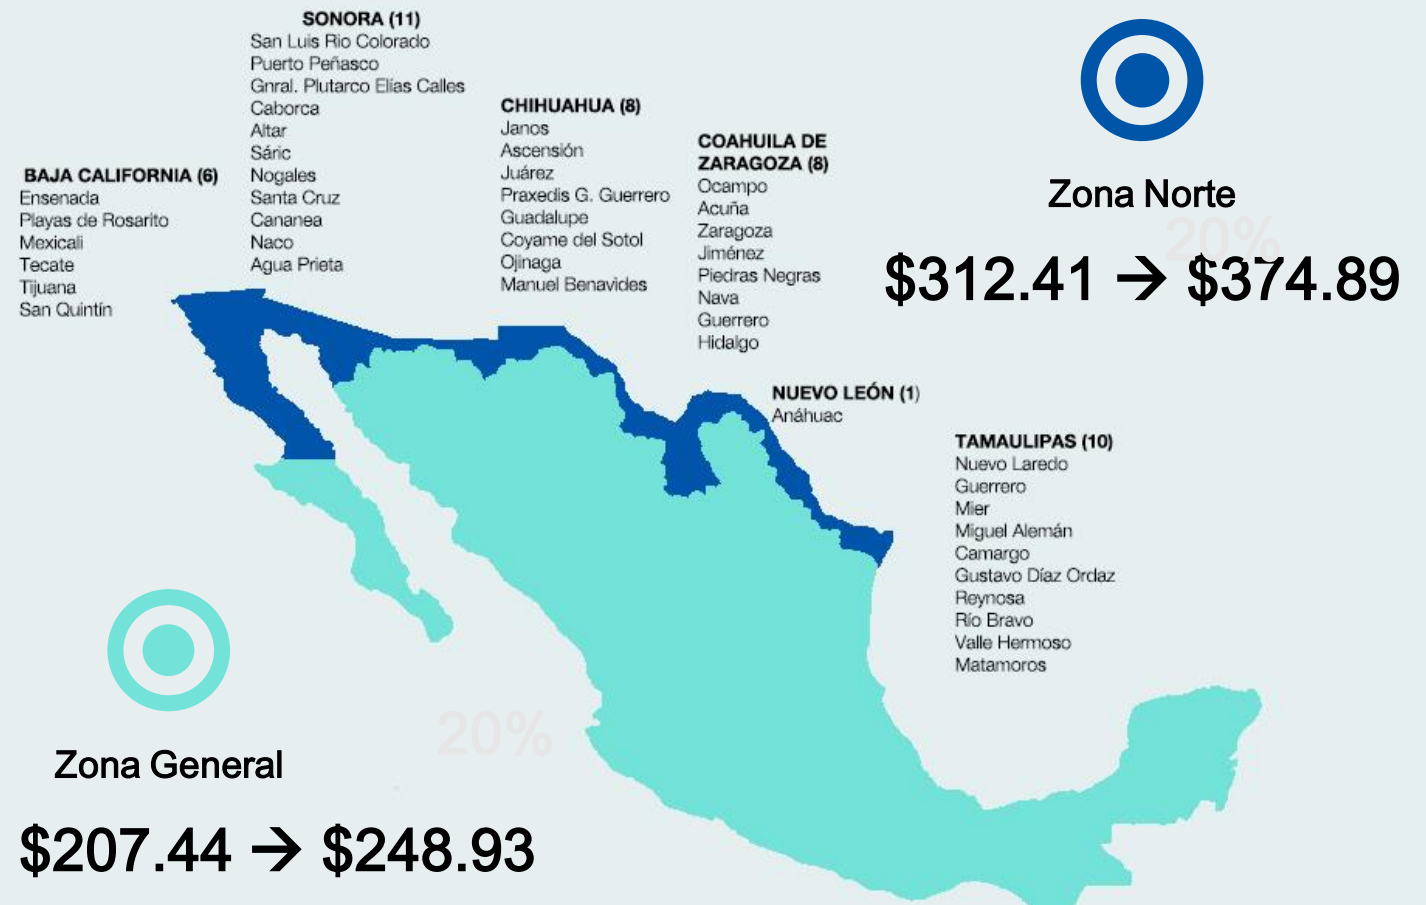 SONORA (11)
San Luis Rio Colorado
Puerto Peñasco
Gnral. Plutarco Elías Calles
Caborca
Altar
Sáric
Nogales
Santa Cruz
Cananea
Naco
Agua Prieta
BAJA CALIFORNIA (6)
Ensenada
Playas de Rosarito
Mexicali
Tecate
Tijuana
San Quintín
CHIHUAHUA (8)
Janos
Ascensión
Juárez
Praxedis G. Guerrero
Guadalupe
Coyame del Sotol
Ojinaga
Manuel Benavides
COAHUILA DE
ZARAGOZA (8)
Ocampo
Acuña
Zaragoza
Jiménez
Piedras Negras
Nava
Guerrero
Hidalgo
NUEVO LEÓN (1)
Anáhuac
TAMAULIPAS (10)
Nuevo Laredo
Guerrero
Mier
Miguel Alemán
Camargo
Gustavo Díaz Ordaz
Reynosa
Río Bravo
Valle Hermoso
Matamoros
Zona Norte
20%
$312.41 → $374.89
20%
Zona General
$207.44 → $248.93